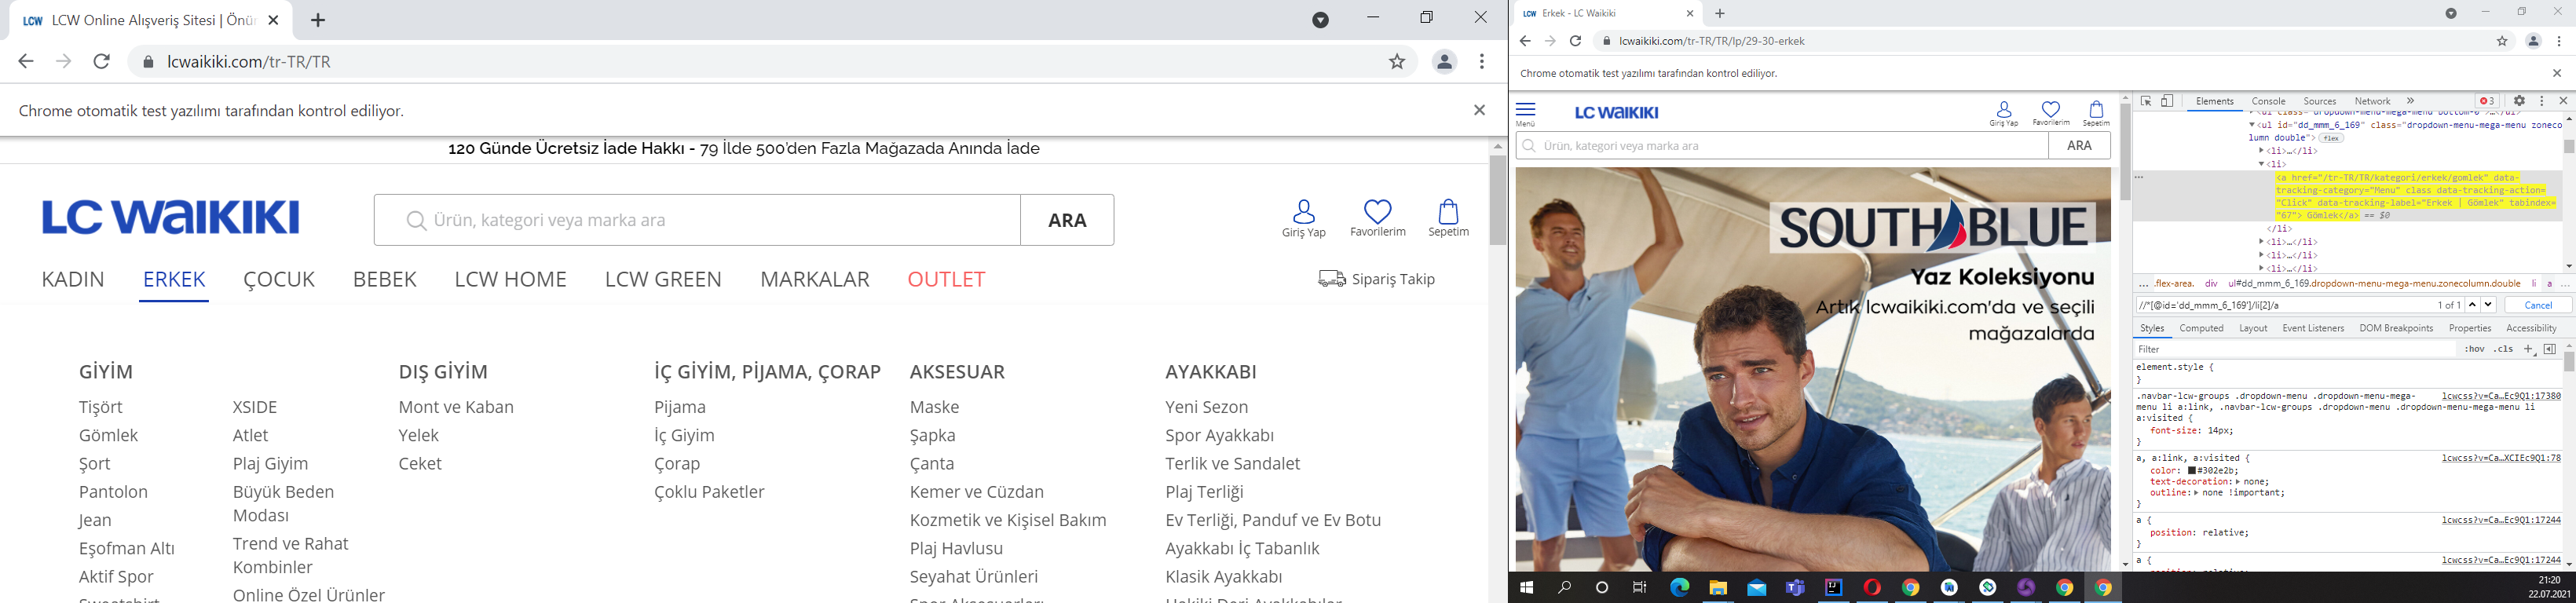 LCW LCW Online Alışveriş Sitesi | Önür
lcwaikiki.com/tr-TR/TR
Chrome otomatik test yazılımı tarafından kontrol ediliyor.
120 Günde Ücretsiz İade Hakkı - 79 İlde 500'den Fazla Mağazada Anında İade
LC WAIKIKI
Ürün, kategori veya marka ara
ARA
Giriş Yap
Favorilerim
Sepetim
KADIN ERKEK ÇOCUK BEBEK LCW HOME LCW GREEN MARKALAR OUTLET
Sipariş Takip
GİYİM
Tişört
Gömlek
Şort
Pantolon
Jean
Eşofman Altı
Aktif Spor
XSIDE
Atlet
Plaj Giyim
Büyük Beden
Modası
Trend ve Rahat
Kombinler
Online Özel Ürünler
DIŞ GİYİM
Mont ve Kaban
Yelek
Ceket
İÇ GİYİM, PİJAMA, ÇORAP
Pijama
İç Giyim
Çorap
Çoklu Paketler
AKSESUAR
Maske
Şapka
Çanta
Kemer ve Cüzdan
Kozmetik ve Kişisel Bakım
Plaj Havlusu
Seyahat Ürünleri
AYAKKABI
Yeni Sezon
Spor Ayakkabı
Terlik ve Sandalet
Plaj Terliği
Ev Terliği, Panduf ve Ev Botu
Ayakkabı İç Tabanlık
Klasik Ayakkabı
LCW Erkek - LC Waikiki
lcwaikiki.com/tr-TR/TR/lp/29-30-erkek
Chrome otomatik test yazılımı tarafından kontrol ediliyor.
Menü
LC WAIKIKI
Giriş Yap
Favorilerim
Sepetim
Ürün, kategori veya marka ara
ARA
SOUTH BLUE
Yaz Koleksiyonu
Artık lcwaikiki.com'da ve seçili
mağazalarda
Elements Console Sources Network » 3
<ul id="dd_mmm_6_169" class="dropdown-menu-mega-menu zoneco
lumn double"> flex
<li>…</li>
<li>
<a href="/tr-TR/TR/kategori/erkek/gomlek" data-
tracking-category="Menu" class data-tracking-action=
"Click" data-tracking-label="Erkek | Gömlek" tabindex=
"67"> Gömlek</a> == $0
</li>
<li>…</li>
<li>…</li>
<li>…</li>
… .flex-area. div ul#dd_mmm_6_169.dropdown-menu-mega-menu.zonecolumn.double li a …
//*[@id='dd_mmm_6_169']/li[2]/a
1 of 1
Cancel
Styles Computed Layout Event Listeners DOM Breakpoints Properties Accessibility
Filter
:hov .cls +
element.style {
}
.navbar-lcw-groups .dropdown-menu .dropdown-menu-mega- lcwcss?v=Ca…Ec9Q1:17380
menu li a:link, .navbar-lcw-groups .dropdown-menu .dropdown-menu-mega-menu li
a:visited {
font-size: 14px;
}
a, a:link, a:visited { lcwcss?v=Ca…XCIEc9Q1:78
color: #302e2b;
text-decoration: none;
outline: none !important;
}
a { lcwcss?v=Ca…Ec9Q1:17244
position: relative;
}
a { lcwcss?v=Ca…Ec9Q1:17244
21:20
22.07.2021